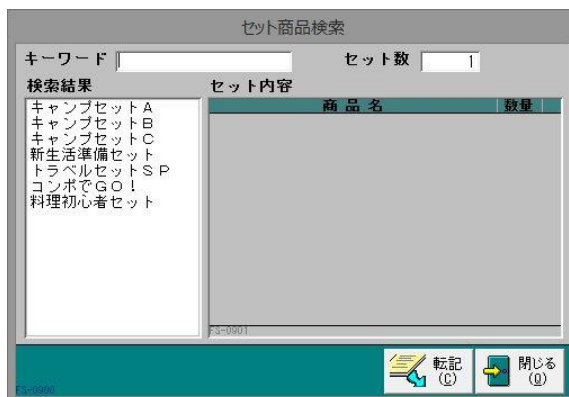 セット商品検索
キーワード
セット数 1
検索結果
セット内容
商品名 数量
キャンプセットA
キャンプセットB
キャンプセットC
新生活準備セット
トラベルセットSP
コンポでGO!
料理初心者セット
FS-0901
転記
(C)
閉じる
(Q)
FS-0900